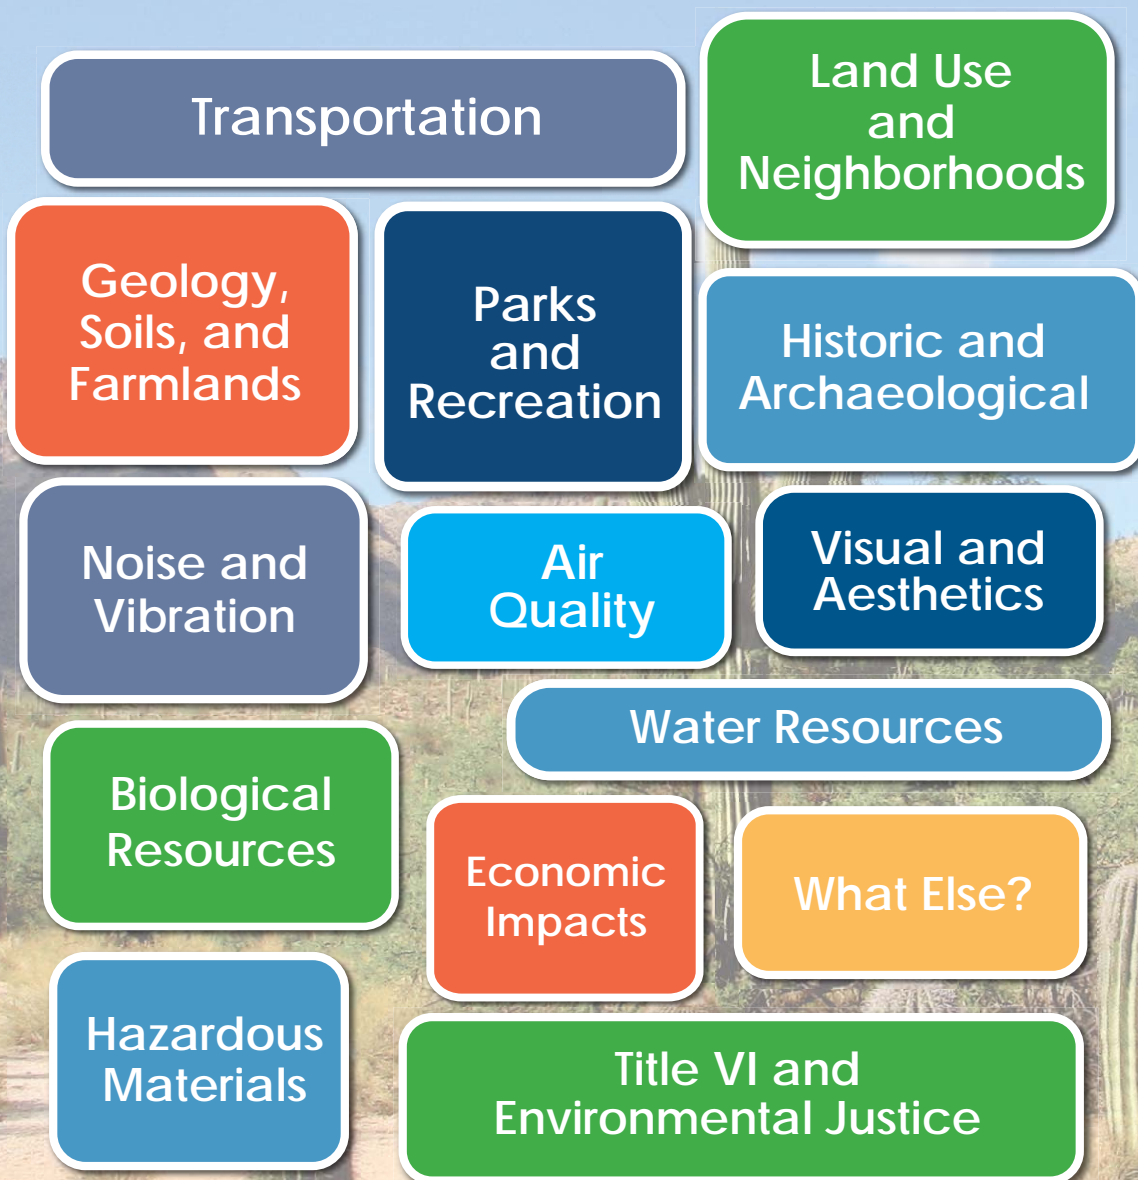 Transportation
Land Use
and
Neighborhoods
Geology,
Soils, and
Farmlands
Parks
and
Recreation
Historic and
Archaeological
Noise and
Vibration
Air
Quality
Visual and
Aesthetics
Water Resources
Biological
Resources
Economic
Impacts
What Else?
Hazardous
Materials
Title VI and
Environmental Justice